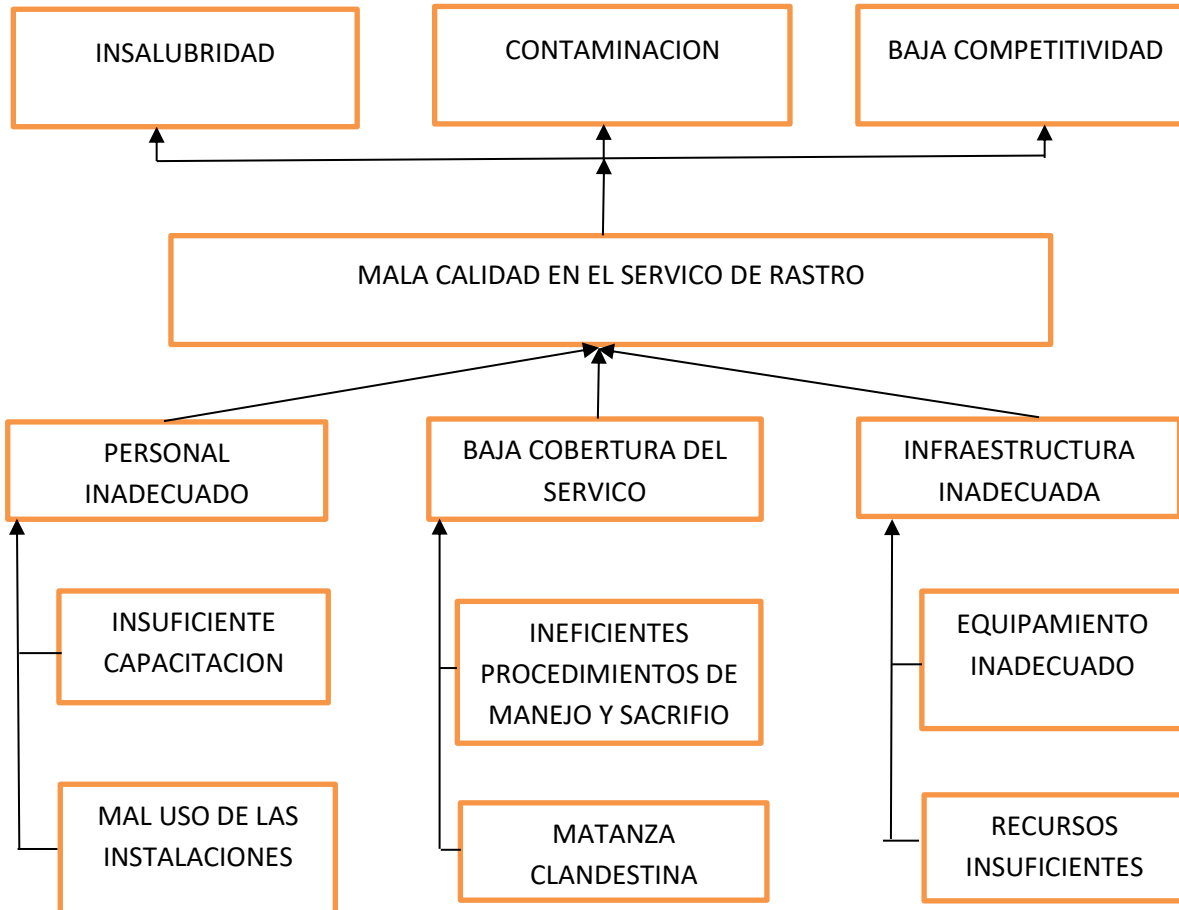 INSALUBRIDAD
CONTAMINACION
BAJA COMPETITIVIDAD
MALA CALIDAD EN EL SERVICO DE RASTRO
PERSONAL
INADECUADO
BAJA COBERTURA DEL
SERVICO
INFRAESTRUCTURA
INADECUADA
INSUFICIENTE
CAPACITACION
INEFICIENTES
PROCEDIMIENTOS DE
MANEJO Y SACRIFIO
EQUIPAMIENTO
INADECUADO
MAL USO DE LAS
INSTALACIONES
MATANZA
CLANDESTINA
RECURSOS
INSUFICIENTES